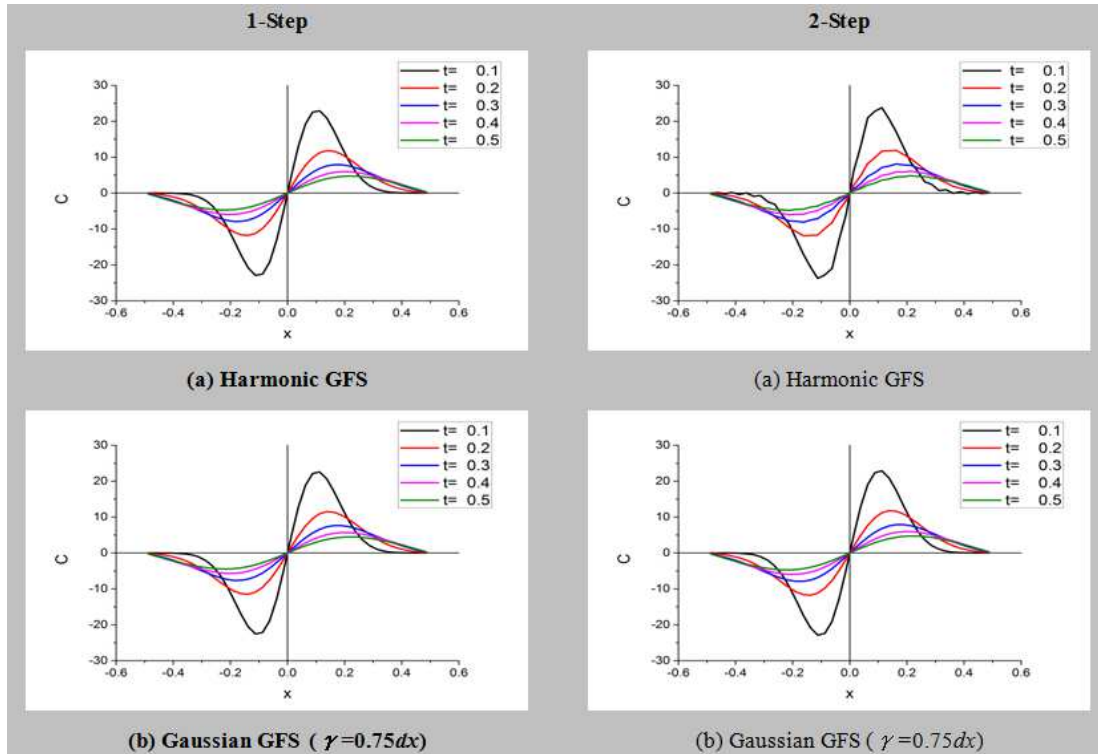 1-Step
2-Step
t= 0.1
t= 0.2
t= 0.3
t= 0.4
t= 0.5
30
20
10
0
-10
-20
-30
C
-0.6 -0.4 -0.2 0.0 0.2 0.4 0.6
x
(a) Harmonic GFS
t= 0.1
t= 0.2
t= 0.3
t= 0.4
t= 0.5
30
20
10
0
-10
-20
-30
C
-0.6 -0.4 -0.2 0.0 0.2 0.4 0.6
x
(a) Harmonic GFS
t= 0.1
t= 0.2
t= 0.3
t= 0.4
t= 0.5
30
20
10
0
-10
-20
-30
C
-0.6 -0.4 -0.2 0.0 0.2 0.4 0.6
x
(b) Gaussian GFS ( γ =0.75dx)
t= 0.1
t= 0.2
t= 0.3
t= 0.4
t= 0.5
30
20
10
0
-10
-20
-30
C
-0.6 -0.4 -0.2 0.0 0.2 0.4 0.6
x
(b) Gaussian GFS ( γ =0.75dx)